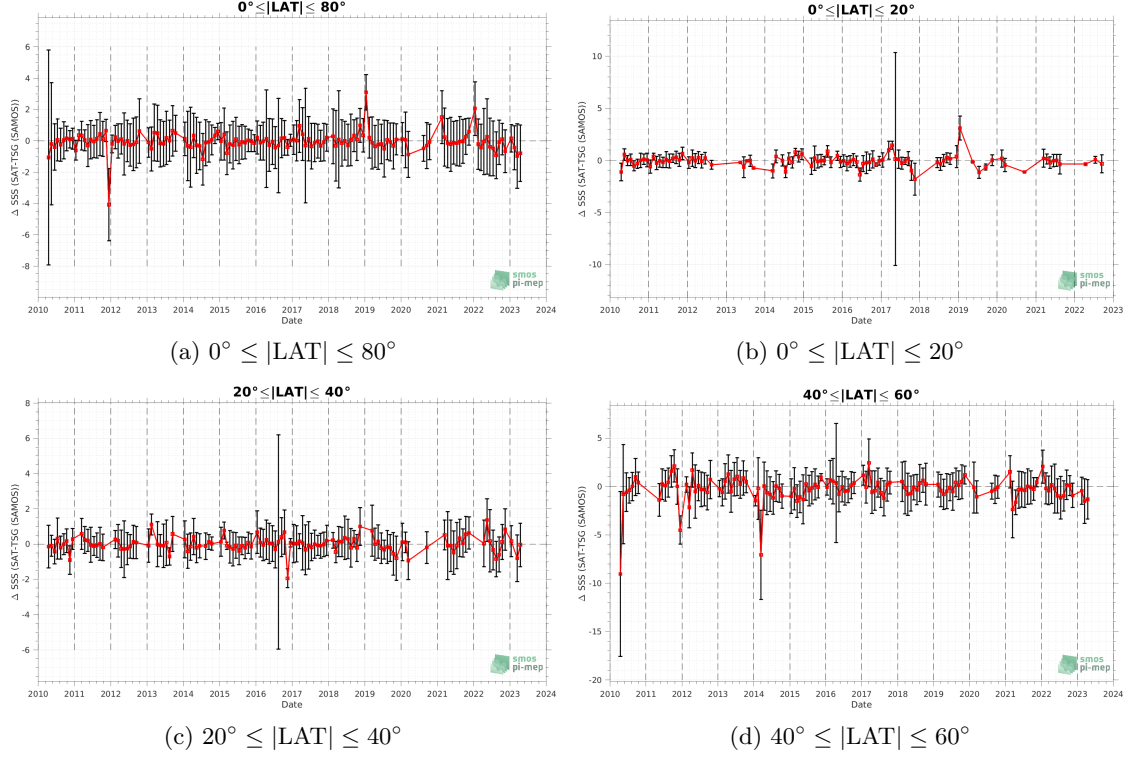 0°≤|LAT|≤ 80°
Δ SSS (SAT-TSG (SAMOS))
6
4
2
0
-2
-4
-6
-8
smos
pi-mep
2010 2011 2012 2013 2014 2015 2016 2017 2018 2019 2020 2021 2022 2023 2024
Date
(a) 0° ≤ |LAT| ≤ 80°
0°≤|LAT|≤ 20°
Δ SSS (SAT-TSG (SAMOS))
10
5
0
-5
-10
smos
pi-mep
2010 2011 2012 2013 2014 2015 2016 2017 2018 2019 2020 2021 2022 2023 2024
Date
(b) 0° ≤ |LAT| ≤ 20°
20°≤|LAT|≤ 40°
Δ SSS (SAT-TSG (SAMOS))
8
6
4
2
0
-2
-4
-6
smos
pi-mep
2010 2011 2012 2013 2014 2015 2016 2017 2018 2019 2020 2021 2022 2023 2024
Date
(c) 20° ≤ |LAT| ≤ 40°
40°≤|LAT|≤ 60°
Δ SSS (SAT-TSG (SAMOS))
5
0
-5
-10
-15
-20
smos
pi-mep
2010 2011 2012 2013 2014 2015 2016 2017 2018 2019 2020 2021 2022 2023 2024
Date
(d) 40° ≤ |LAT| ≤ 60°